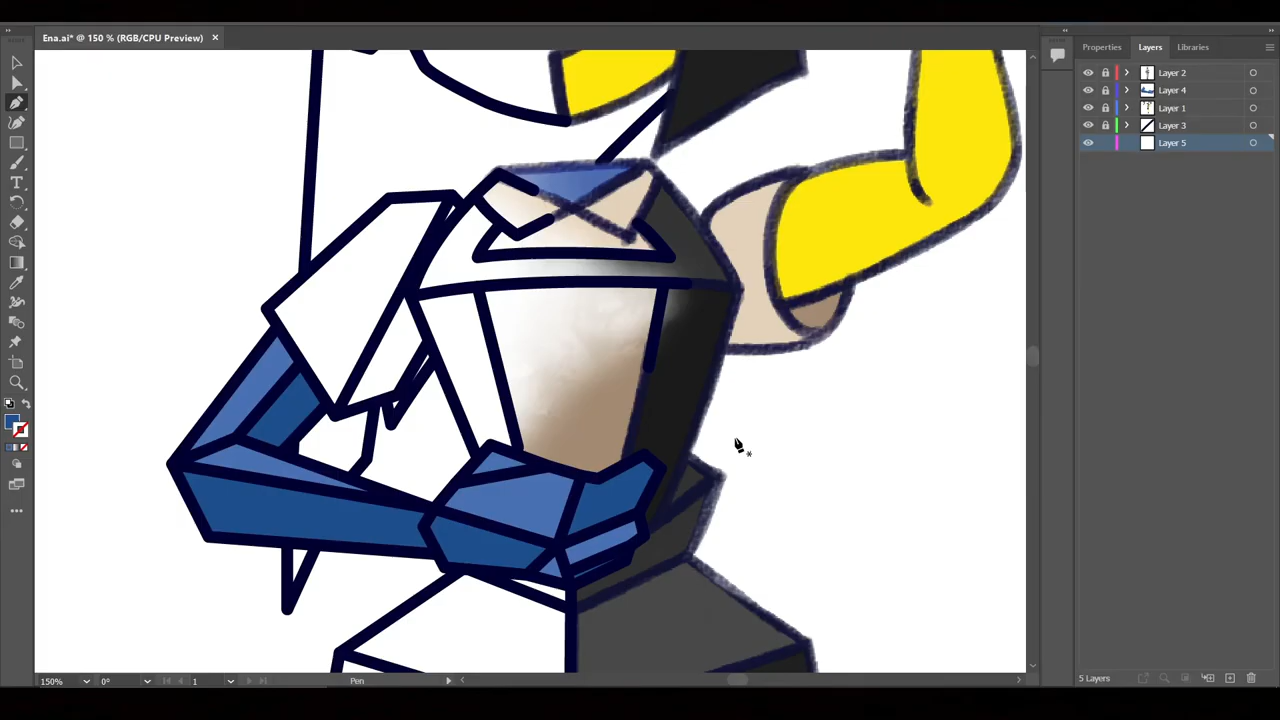 Ena.ai* @ 150 % (RGB/CPU Preview)
Properties
Layers
Libraries
Layer 2
Layer 4
Layer 1
Layer 3
Layer 5
150%
0°
1
Pen
5 Layers